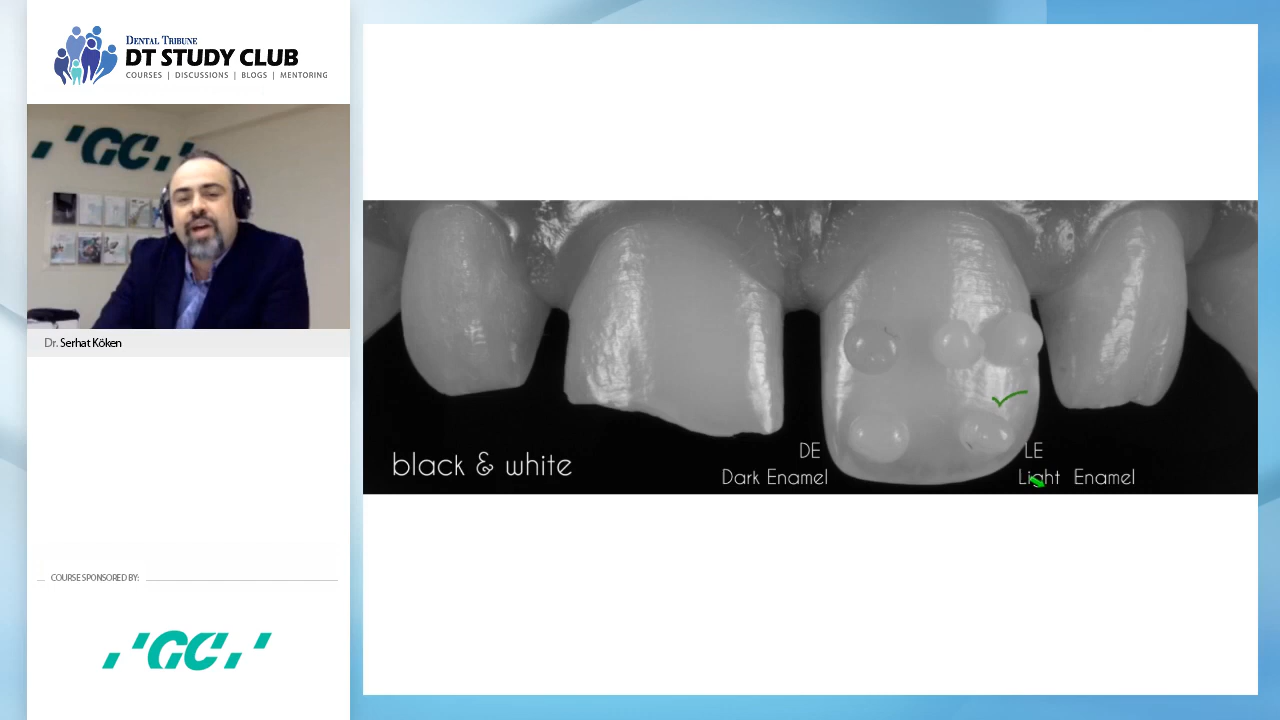 DENTAL TRIBUNE
DT STUDY CLUB
COURSES | DISCUSSIONS | BLOGS | MENTORING
GC
Dr. Serhat Köken
COURSE SPONSORED BY:
GC
black & white
DE
Dark Enamel
LE
Light Enamel